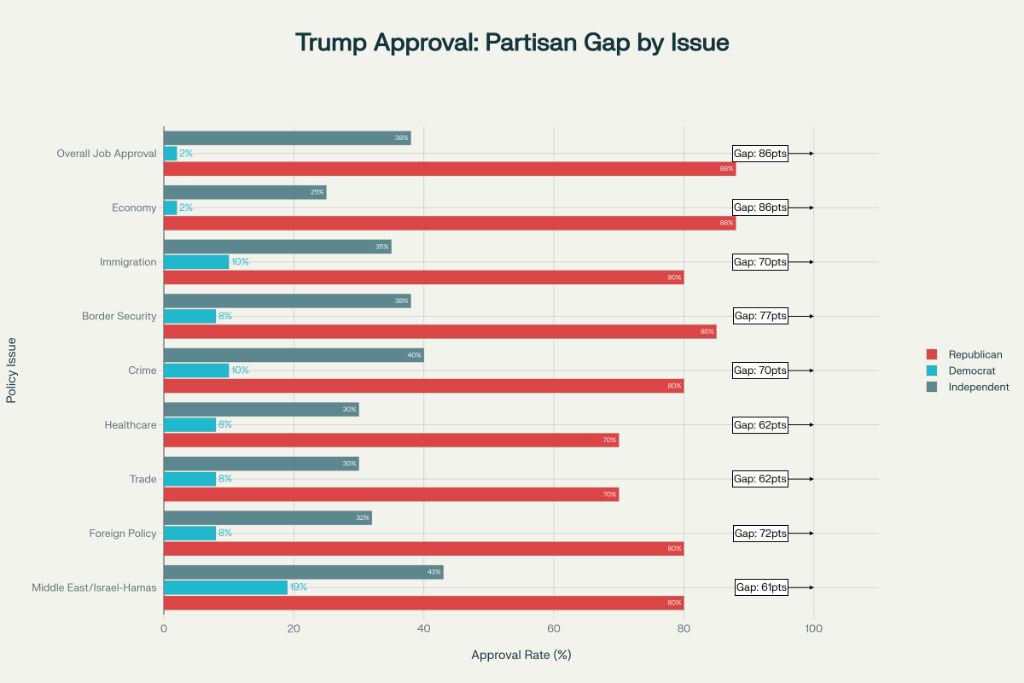 Trump Approval: Partisan Gap by Issue
Policy Issue
Overall Job Approval
38%
2%
88%
Gap: 86pts
Economy
25%
2%
88%
Gap: 86pts
Immigration
35%
10%
80%
Gap: 70pts
Border Security
38%
8%
85%
Gap: 77pts
Crime
40%
10%
80%
Gap: 70pts
Healthcare
30%
8%
70%
Gap: 62pts
Trade
30%
8%
70%
Gap: 62pts
Foreign Policy
32%
8%
80%
Gap: 72pts
Middle East/Israel-Hamas
43%
19%
80%
Gap: 61pts
0 20 40 60 80 100
Approval Rate (%)
Republican
Democrat
Independent